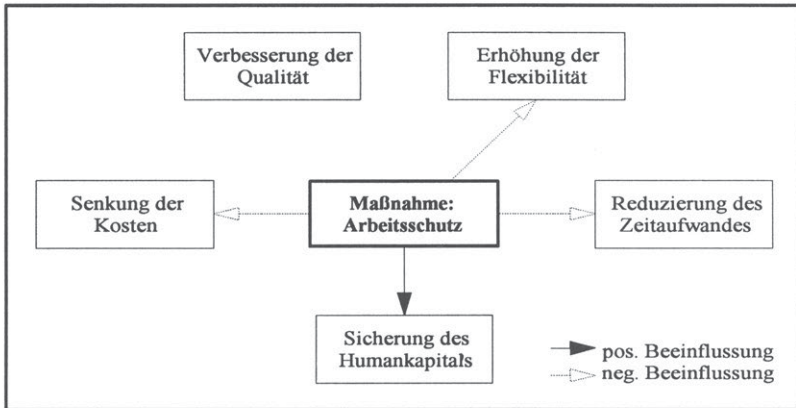 Verbesserung der
Qualität
Erhöhung der
Flexibilität
Senkung der
Kosten
Maßnahme:
Arbeitsschutz
Reduzierung des
Zeitaufwandes
Sicherung des
Humankapitals
pos. Beeinflussung
neg. Beeinflussung